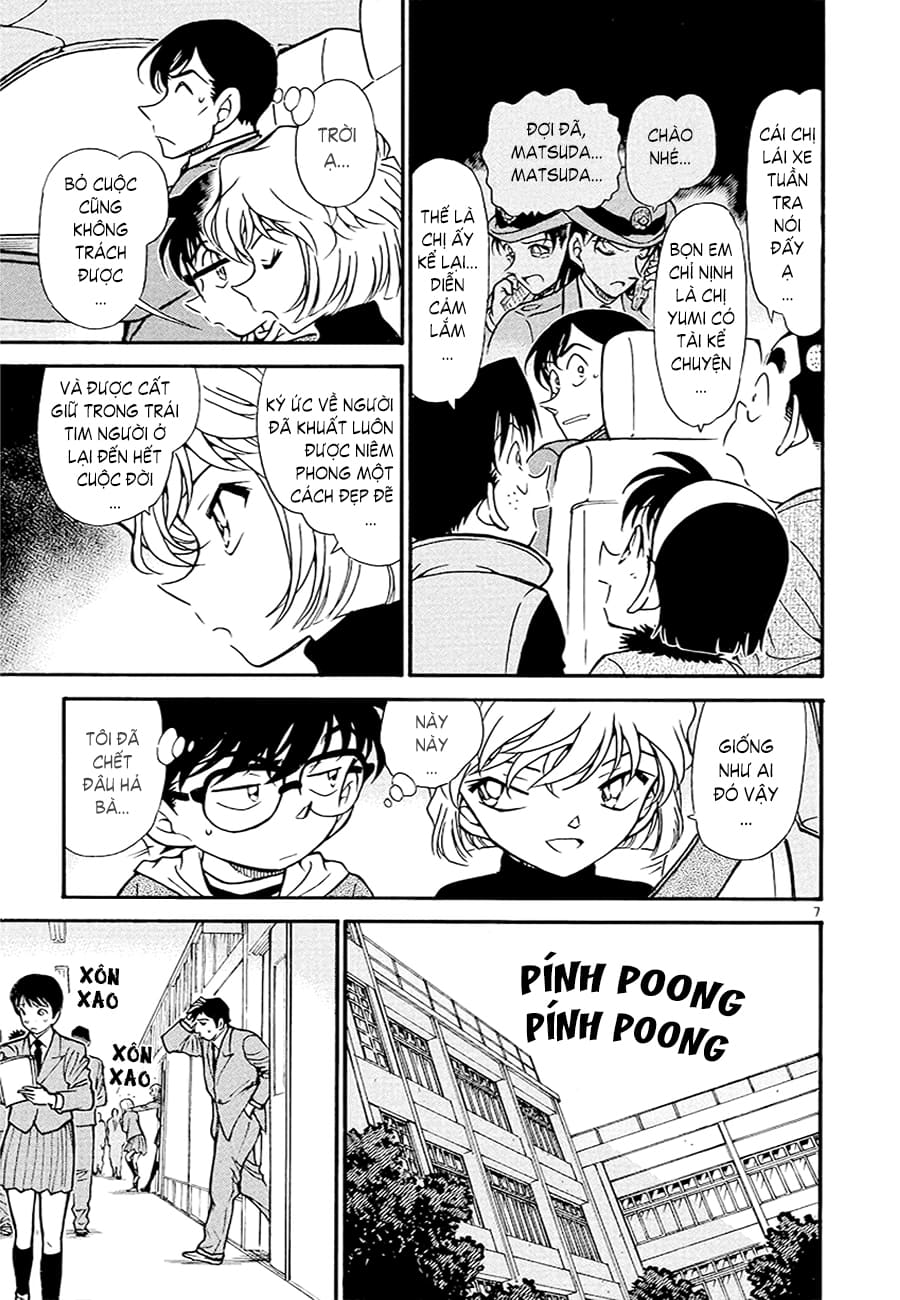 CÁI CHỊ
LÁI XE
TUẦN
TRA
NÓI
ĐẤY
Ạ...
CHÀO
NHÉ...
ĐỢI ĐÃ,
MATSUDA...
MATSUDA...
BỌN EM
CHỈ NỊNH
LÀ CHỊ
YUMI CÓ
TÀI KỂ
CHUYỆN
...
THẾ LÀ
CHỊ ẤY
KỂ LẠI...
DIỄN
CẢM
LẮM
...
TRỜI
Ạ...
BỎ CUỘC
CŨNG
KHÔNG
TRÁCH
ĐƯỢC
...
KÝ ỨC VỀ NGƯỜI
ĐÃ KHUẤT LUÔN
ĐƯỢC NIÊM
PHONG MỘT
CÁCH ĐẸP ĐẼ
...
VÀ ĐƯỢC CẤT
GIỮ TRONG TRÁI
TIM NGƯỜI Ở
LẠI ĐẾN HẾT
CUỘC ĐỜI
GIỐNG
NHƯ AI
ĐÓ VẬY
...
NÀY
NÀY
...
TÔI ĐÃ
CHẾT
ĐÂU HẢ
BÀ...
7
PÍNH POONG
PÍNH POONG
XÔN
XAO
XÔN
XAO